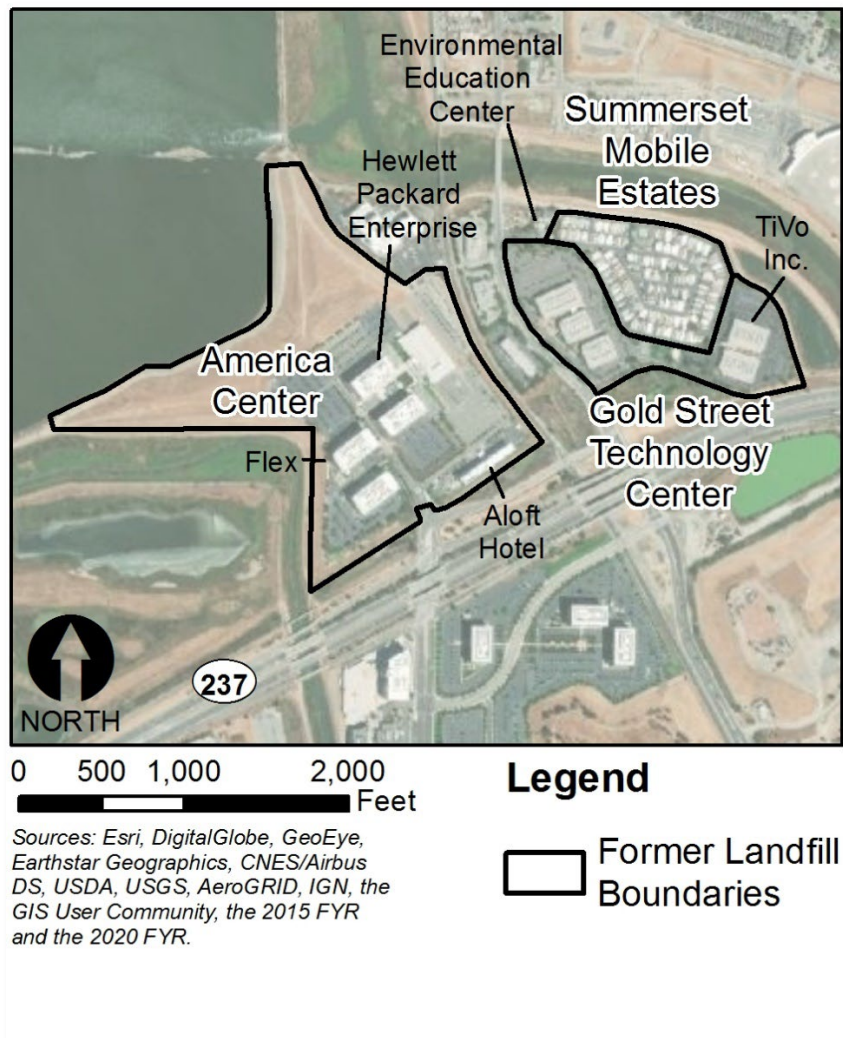 Environmental
Education
Center
Summerset
Mobile
Estates
Hewlett
Packard
Enterprise
TiVo
Inc.
America
Center
Gold Street
Technology
Center
Flex
Aloft
Hotel
237
NORTH
0 500 1,000 2,000
Feet
Sources: Esri, DigitalGlobe, GeoEye,
Earthstar Geographics, CNES/Airbus
DS, USDA, USGS, AeroGRID, IGN, the
GIS User Community, the 2015 FYR
and the 2020 FYR.
Legend
Former Landfill
Boundaries